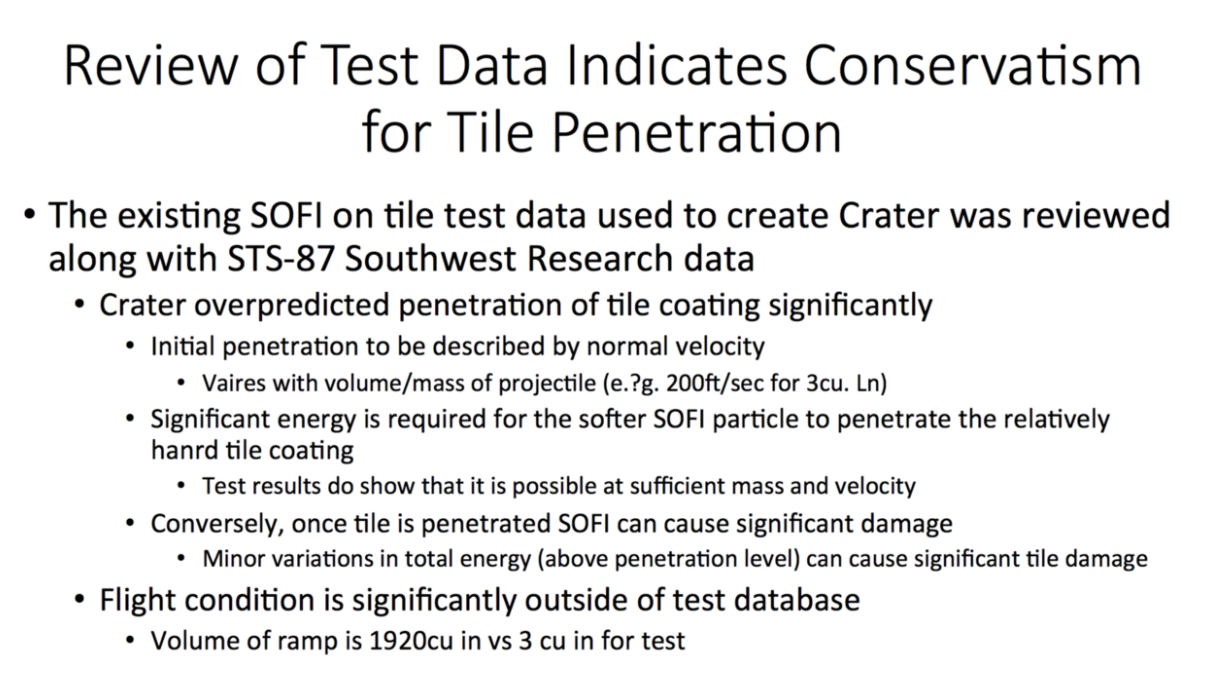 Review of Test Data Indicates Conservatism
for Tile Penetration
• The existing SOFI on tile test data used to create Crater was reviewed
along with STS-87 Southwest Research data
• Crater overpredicted penetration of tile coating significantly
• Initial penetration to be described by normal velocity
• Vaires with volume/mass of projectile (e.?g. 200ft/sec for 3cu. Ln)
• Significant energy is required for the softer SOFI particle to penetrate the relatively
hanrd tile coating
• Test results do show that it is possible at sufficient mass and velocity
• Conversely, once tile is penetrated SOFI can cause significant damage
• Minor variations in total energy (above penetration level) can cause significant tile damage
• Flight condition is significantly outside of test database
• Volume of ramp is 1920cu in vs 3 cu in for test